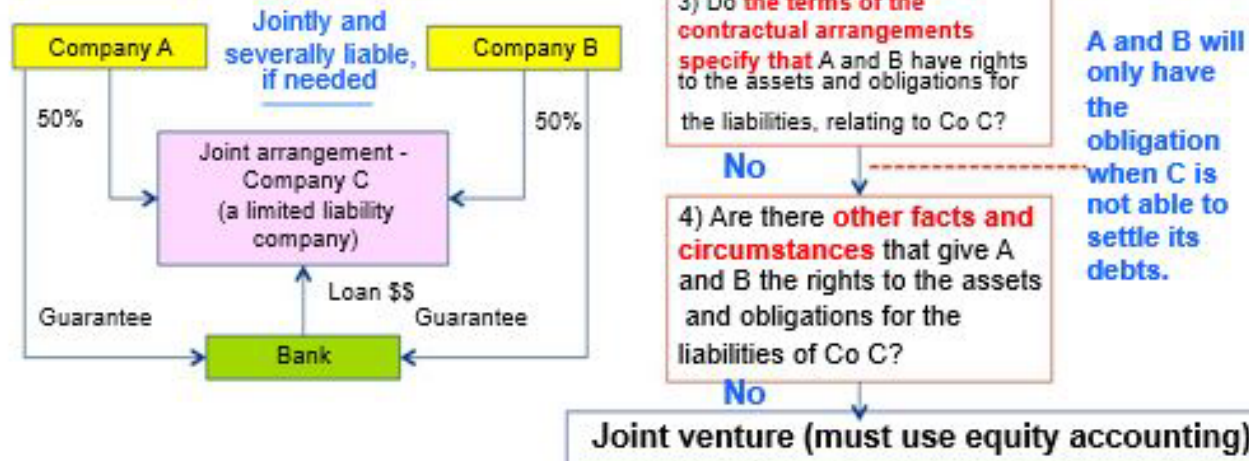 Company A
Jointly and
severally liable,
if needed
Company B
50%
50%
Joint arrangement -
Company C
(a limited liability
company)
Loan $$
Guarantee
Guarantee
Bank
3) Do the terms of the
contractual arrangements
specify that A and B have rights
to the assets and obligations for
the liabilities, relating to Co C?
No
A and B will
only have
the
obligation
when C is
not able to
settle its
debts.
4) Are there other facts and
circumstances that give A
and B the rights to the assets
and obligations for the
liabilities of Co C?
No
Joint venture (must use equity accounting)